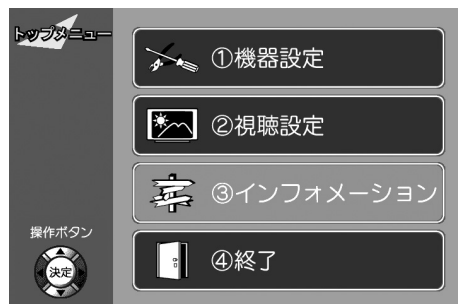 トップメニュー
①機器設定
②視聴設定
③インフォメーション
④終了
操作ボタン
決定